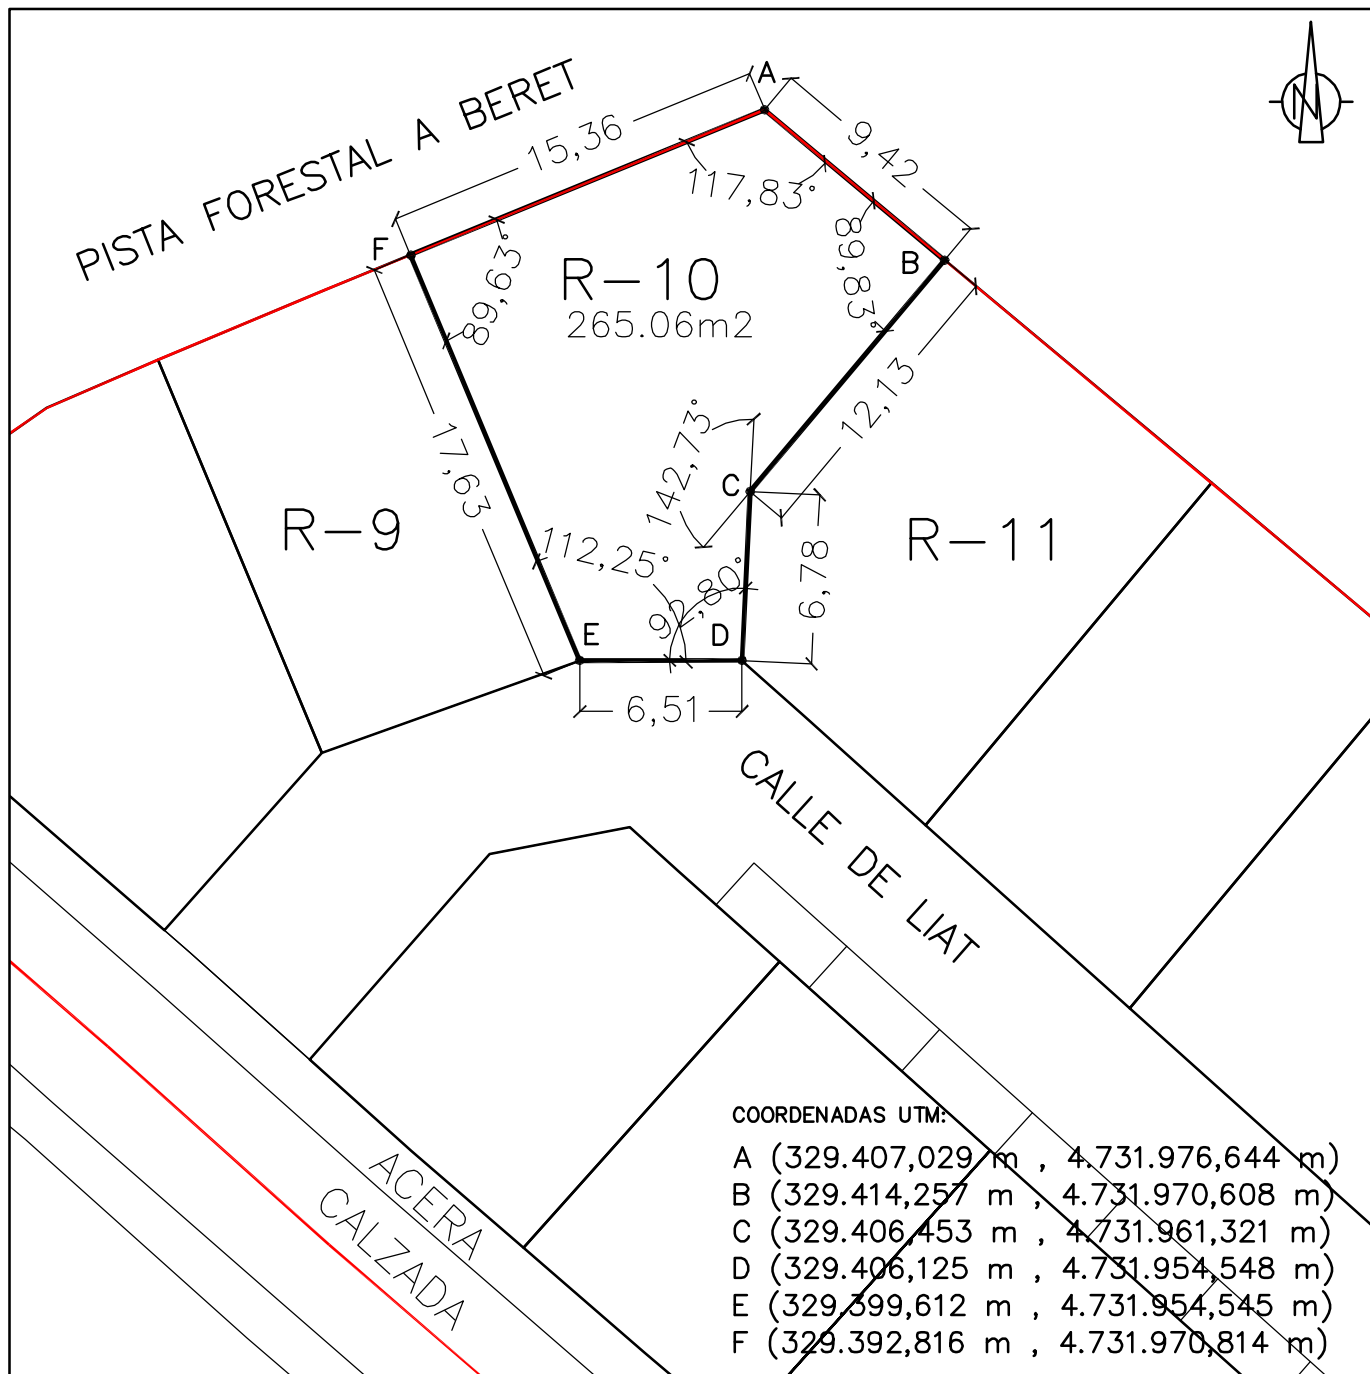 N
PISTA FORESTAL A BERET
A
15,36
9,42
117,83°
F
B
89,63°
89,83°
R-10
265.06m2
12,13
17,63
142,73°
C
R-9
R-11
112,25°
6,78
92,80°
E
D
6,51
CALLE DE LIAT
ACERA
CALZADA
COORDENADAS UTM:
A (329.407,029 m , 4.731.976,644 m)
B (329.414,257 m , 4.731.970,608 m)
C (329.406,453 m , 4.731.961,321 m)
D (329.406,125 m , 4.731.954,548 m)
E (329.399,612 m , 4.731.954,545 m)
F (329.392,816 m , 4.731.970,814 m)